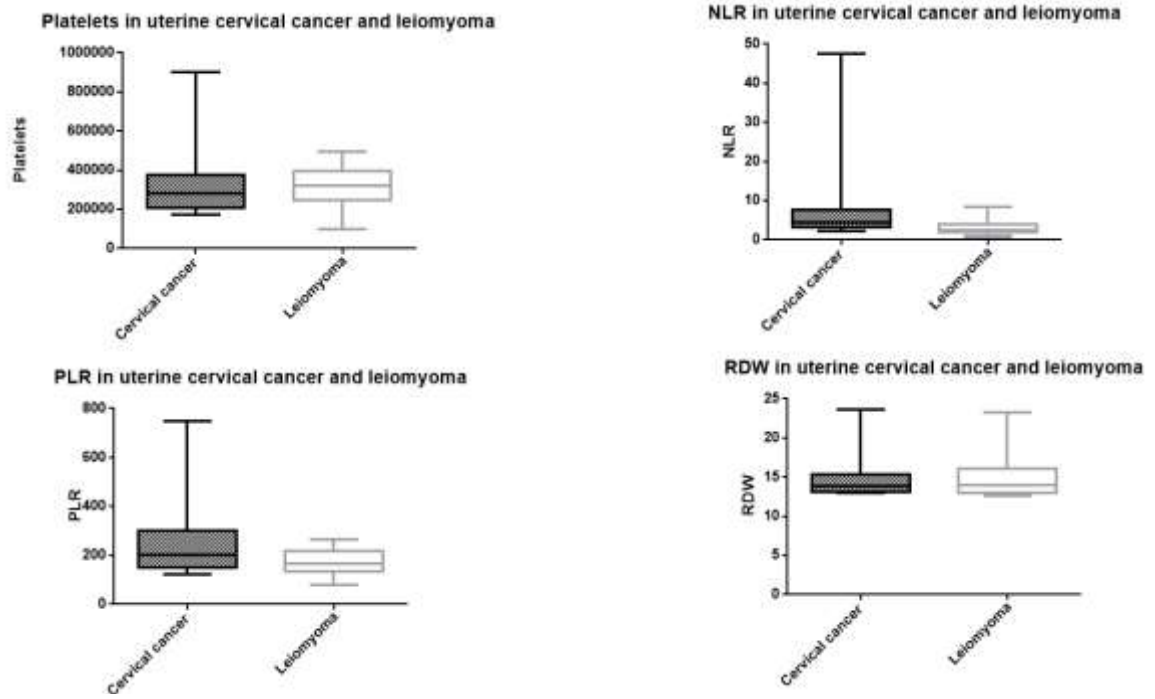 Platelets in uterine cervical cancer and leiomyoma
1000000
800000
600000
400000
200000
0
Platelets
Cervical cancer
Leiomyoma
NLR in uterine cervical cancer and leiomyoma
50
40
30
20
10
0
NLR
Cervical cancer
Leiomyoma
PLR in uterine cervical cancer and leiomyoma
800
600
400
200
0
PLR
Cervical cancer
Leiomyoma
RDW in uterine cervical cancer and leiomyoma
25
20
15
10
5
0
RDW
Cervical cancer
Leiomyoma